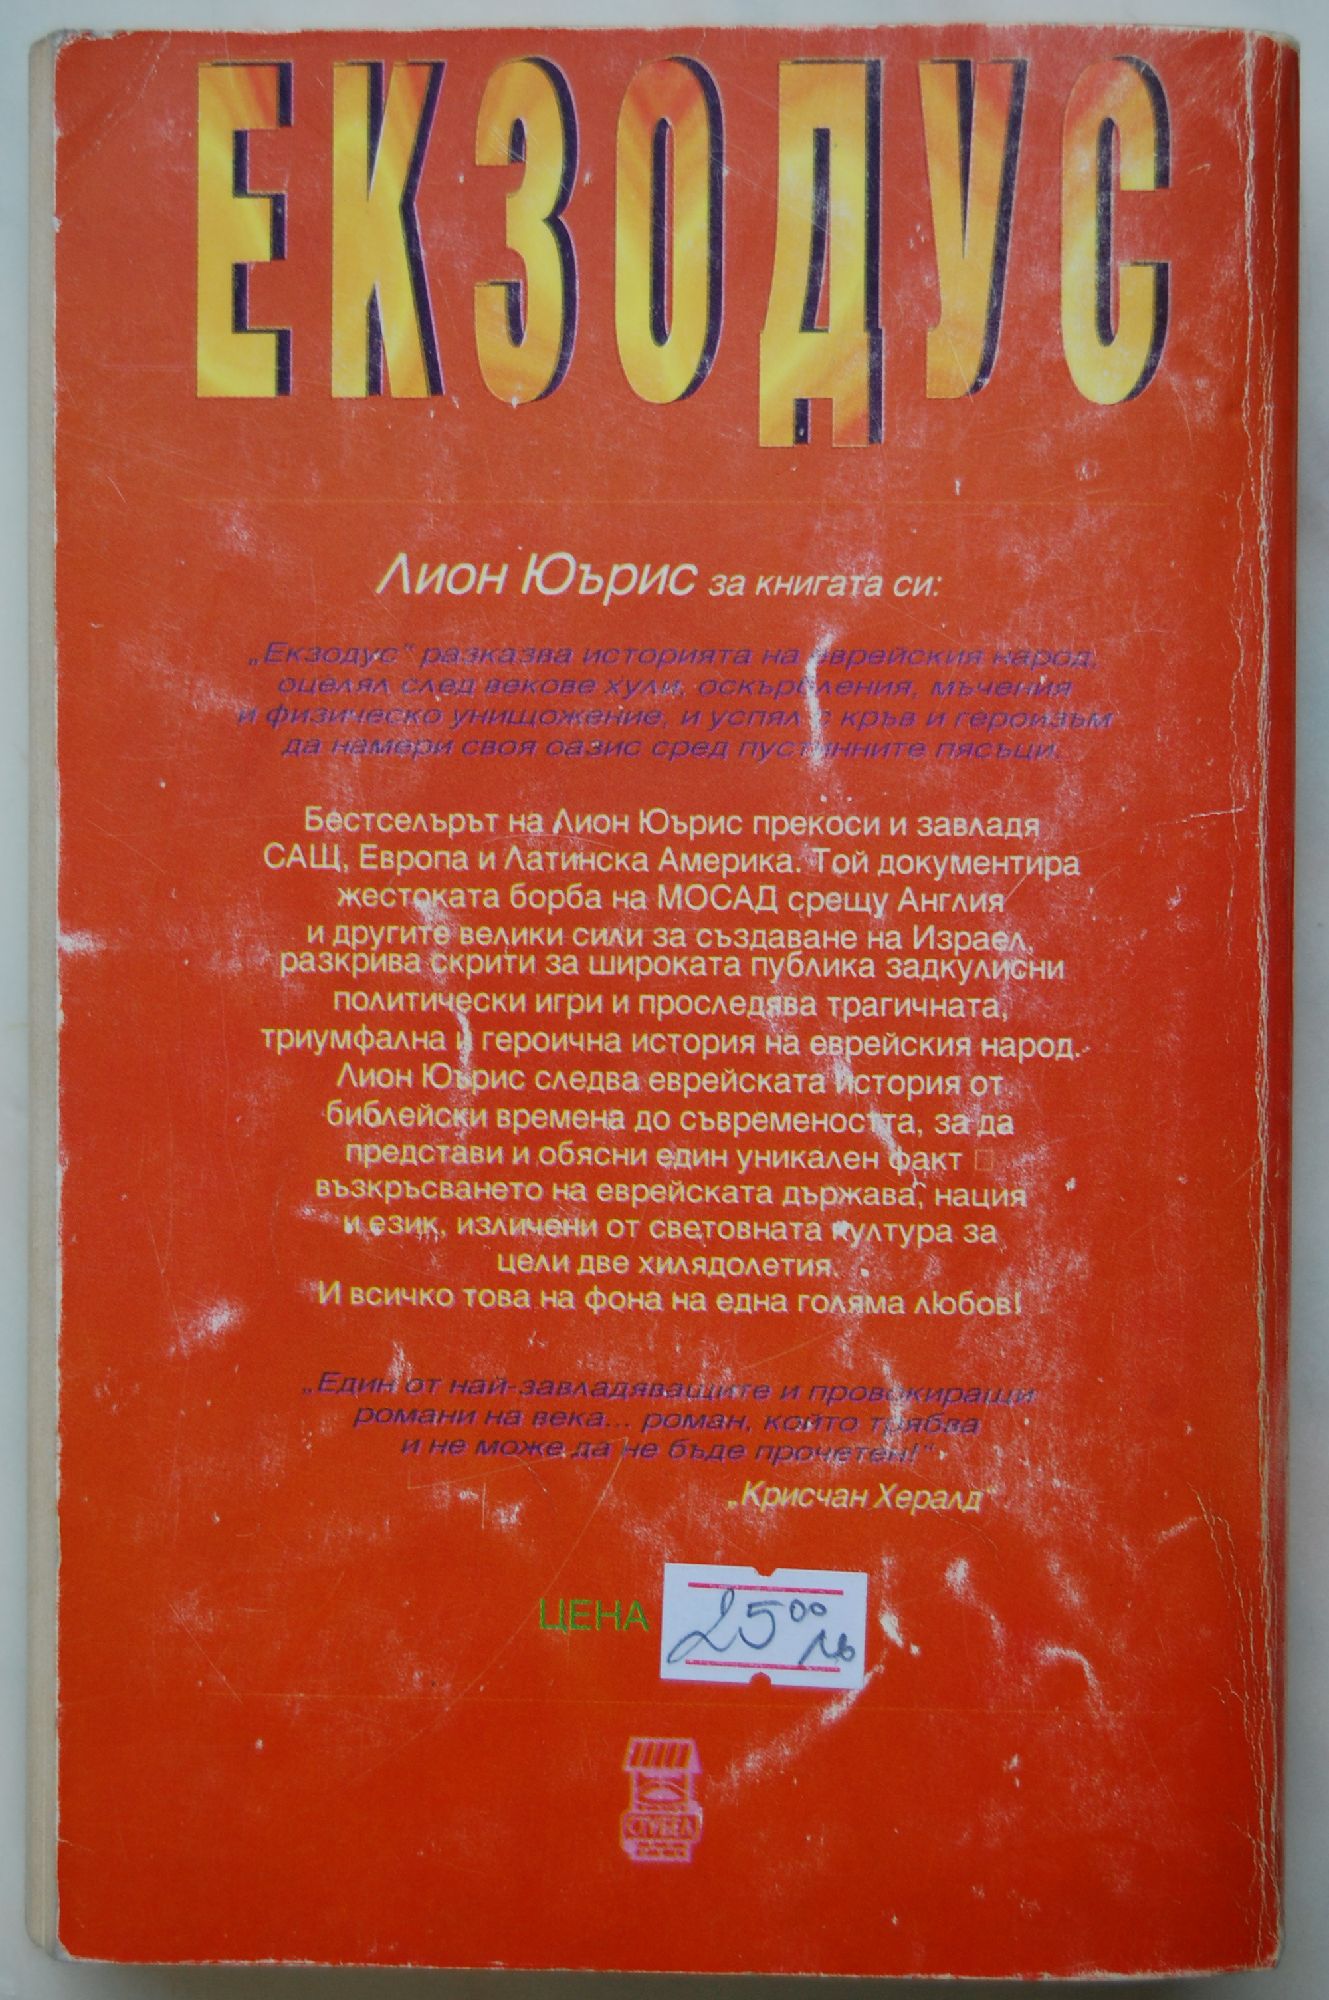 ЕКЗОДУС
Лион Юърис за книгата си:
„Екзодус“ разказва историята на еврейския народ,
оцелял след векове хули, оскърбления, мъчения
и физическо унищожение, и успял с кръв и героизъм
да намери своя оазис сред пустинните пясъци.
Бестселърът на Лион Юърис прекоси и завладя
САЩ, Европа и Латинска Америка. Той документира
жестоката борба на МОСАД срещу Англия
и другите велики сили за създаване на Израел,
разкрива скрити за широката публика задкулисни
политически игри и проследява трагичната,
триумфална и героична история на еврейския народ.
Лион Юърис следва еврейската история от
библейски времена до съвремеността, за да
представи и обясни един уникален факт □
възкръсването на еврейската държава, нация
и език, изличени от световната култура за
цели две хилядолетия.
И всичко това на фона на една голяма любов!
„Един от най-завладяващите и провокиращи
романи на века... роман, който трябва
и не може да не бъде прочетен!“
„Крисчан Хералд“
ЦЕНА 25⁰⁰ лв
СТУБЕЛ